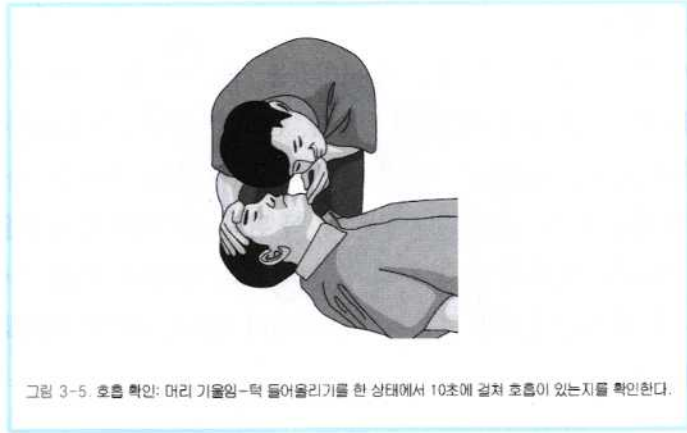 그림 3-5. 호흡 확인: 머리 기울임-턱 들어올리기를 한 상태에서 10초에 걸쳐 호흡이 있는지를 확인한다.